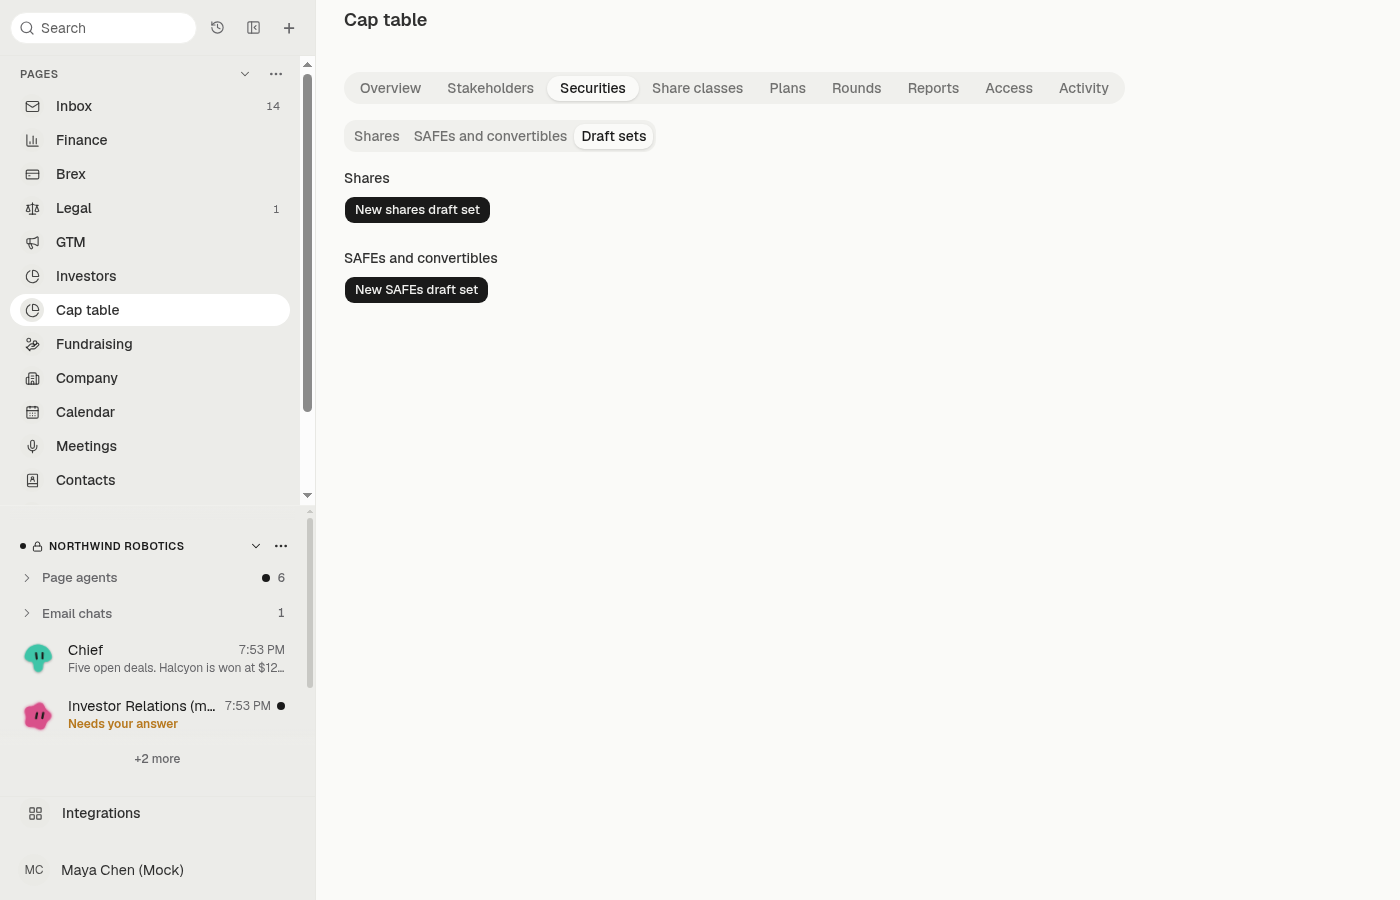 Search
PAGES
Inbox 14
Finance
Brex
Legal 1
GTM
Investors
Cap table
Fundraising
Company
Calendar
Meetings
Contacts
NORTHWIND ROBOTICS
Page agents 6
Email chats 1
Chief 7:53 PM
Five open deals. Halcyon is won at $12...
Investor Relations (m... 7:53 PM
Needs your answer
+2 more
Integrations
MC Maya Chen (Mock)
Cap table
Overview Stakeholders Securities Share classes Plans Rounds Reports Access Activity
Shares SAFEs and convertibles Draft sets
Shares
New shares draft set
SAFEs and convertibles
New SAFEs draft set